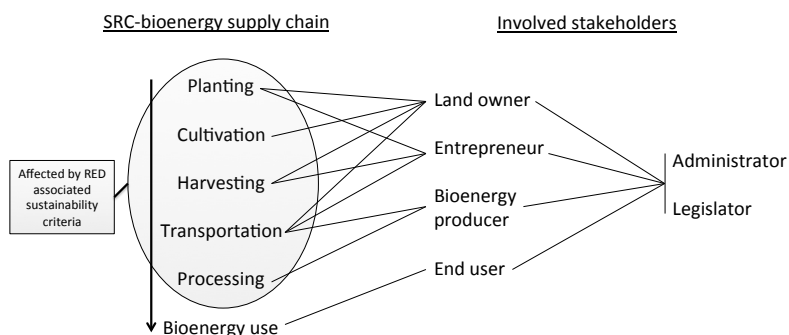 SRC-bioenergy supply chain
Involved stakeholders
Planting
Cultivation
Harvesting
Transportation
Processing
Bioenergy use
Affected by RED
associated
sustainability
criteria
Land owner
Entrepreneur
Bioenergy
producer
End user
Administrator
Legislator